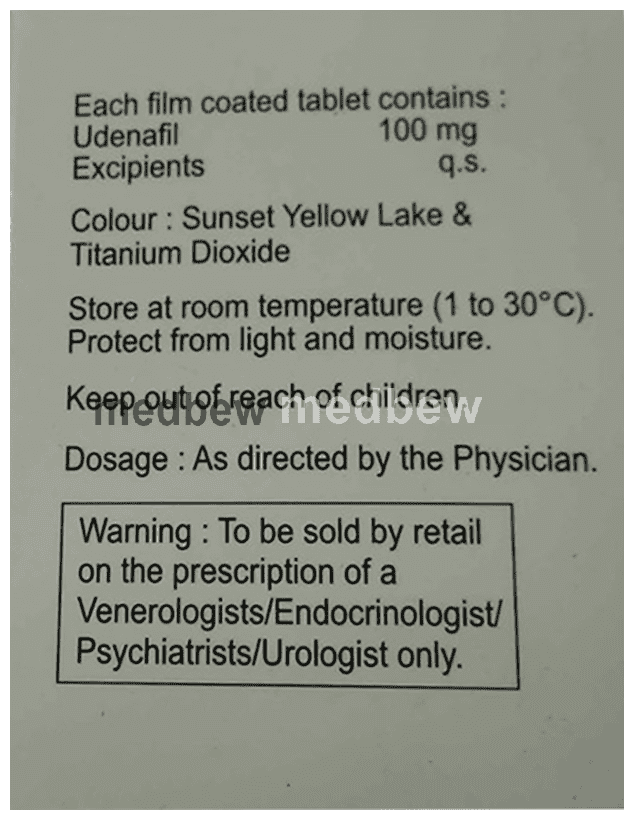 Each film coated tablet contains :
Udenafil 100 mg
Excipients q.s.
Colour : Sunset Yellow Lake &
Titanium Dioxide
Store at room temperature (1 to 30°C).
Protect from light and moisture.
Keep out of reach of children.
medbew medbew
Dosage : As directed by the Physician.
Warning : To be sold by retail
on the prescription of a
Venerologists/Endocrinologist/
Psychiatrists/Urologist only.